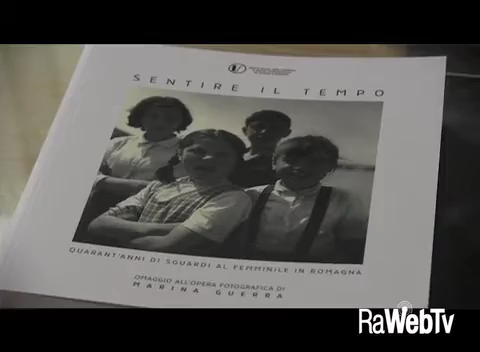 SENTIRE IL TEMPO
QUARANT'ANNI DI SGUARDI AL FEMMINILE IN ROMAGNA
OMAGGIO ALL'OPERA FOTOGRAFICA DI
MARINA GUERRA
RaWebTv